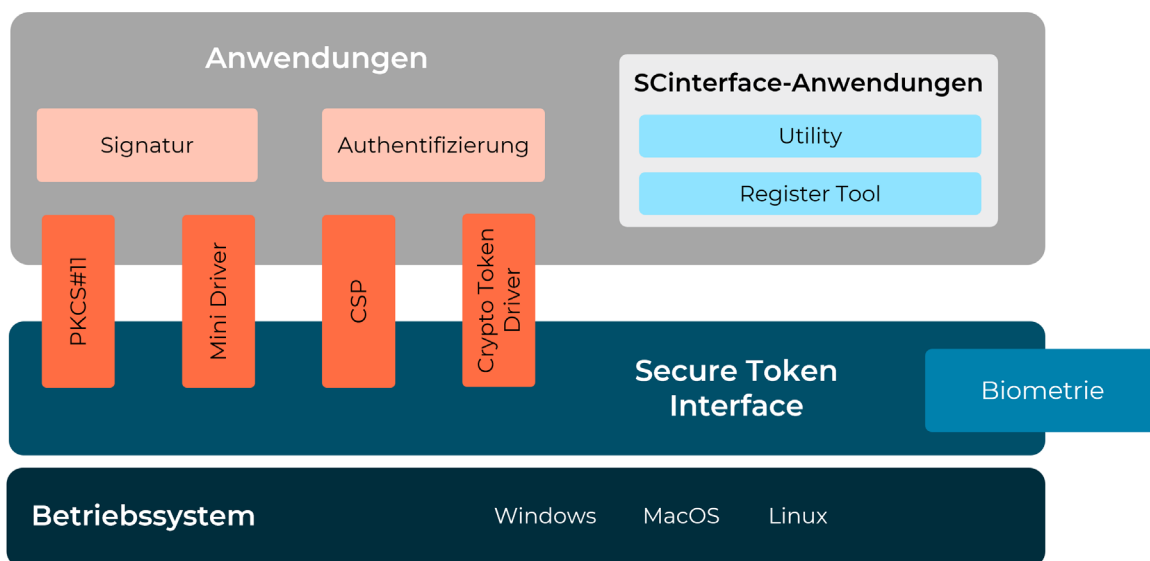 Anwendungen
SCinterface-Anwendungen
Signatur
Authentifizierung
Utility
Register Tool
PKCS#11
Mini Driver
CSP
Crypto Token
Driver
Secure Token
Interface
Biometrie
Betriebssystem
Windows
MacOS
Linux